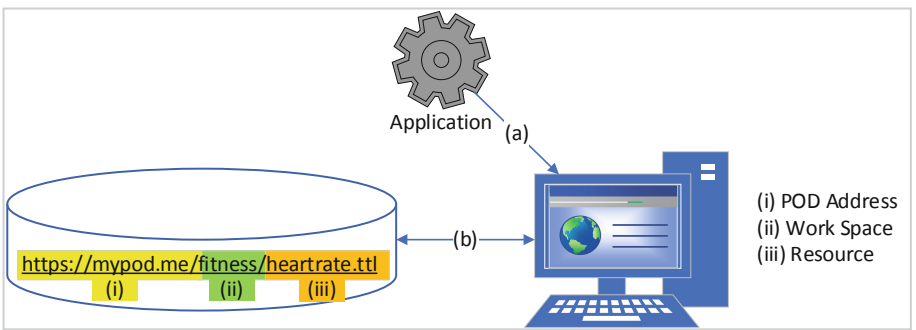 Application
(a)
(b)
https://mypod.me/fitness/heartrate.ttl
(i) (ii) (iii)
(i) POD Address
(ii) Work Space
(iii) Resource